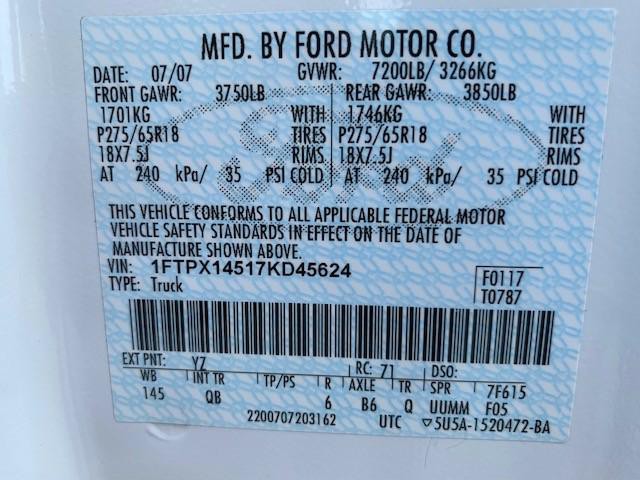 MFD. BY FORD MOTOR CO.
DATE: 07/07 GVWR: 7200LB/ 3266KG
FRONT GAWR: 3750LB REAR GAWR: 3850LB
1701KG WITH 1746KG WITH
P275/65R18 TIRES P275/65R18 TIRES
18X7.5J RIMS 18X7.5J RIMS
AT 240 kPa/ 35 PSI COLD AT 240 kPa/ 35 PSI COLD
Ford
THIS VEHICLE CONFORMS TO ALL APPLICABLE FEDERAL MOTOR
VEHICLE SAFETY STANDARDS IN EFFECT ON THE DATE OF
MANUFACTURE SHOWN ABOVE.
VIN: 1FTPX14517KD45624 F0117
TYPE: Truck T0787
EXT PNT: YZ RC: 71 DSO:
WB INT TR TP/PS R AXLE TR SPR 7F615
145 QB 6 B6 Q UUMM F05
2200707203162 UTC ▽5U5A-1520472-BA